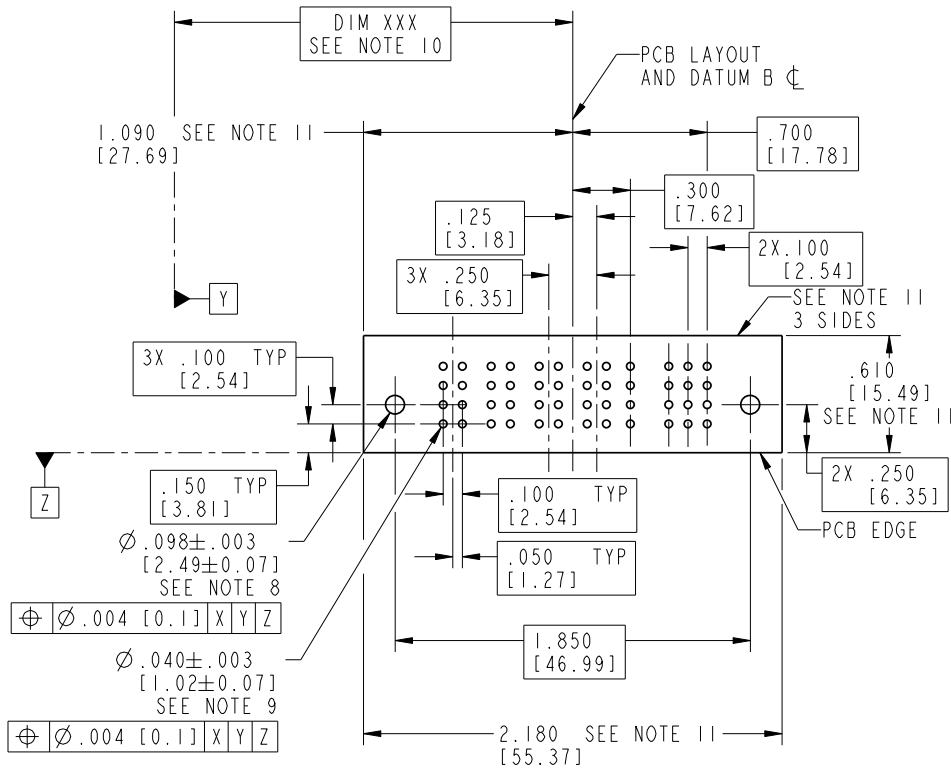 DIM XXX
SEE NOTE 10
PCB LAYOUT
AND DATUM B ℄
1.090 SEE NOTE 11
[27.69]
.700
[17.78]
.300
[7.62]
.125
[3.18]
2X .100
[2.54]
3X .250
[6.35]
Y
SEE NOTE 11
3 SIDES
3X .100 TYP
[2.54]
.610
[15.49]
SEE NOTE 11
Z
.150 TYP
[3.81]
.100 TYP
[2.54]
2X .250
[6.35]
PCB EDGE
Ø.098±.003
[2.49±0.07]
SEE NOTE 8
⌖ Ø.004 [0.1] X Y Z
.050 TYP
[1.27]
Ø.040±.003
[1.02±0.07]
SEE NOTE 9
⌖ Ø.004 [0.1] X Y Z
1.850
[46.99]
2.180 SEE NOTE 11
[55.37]